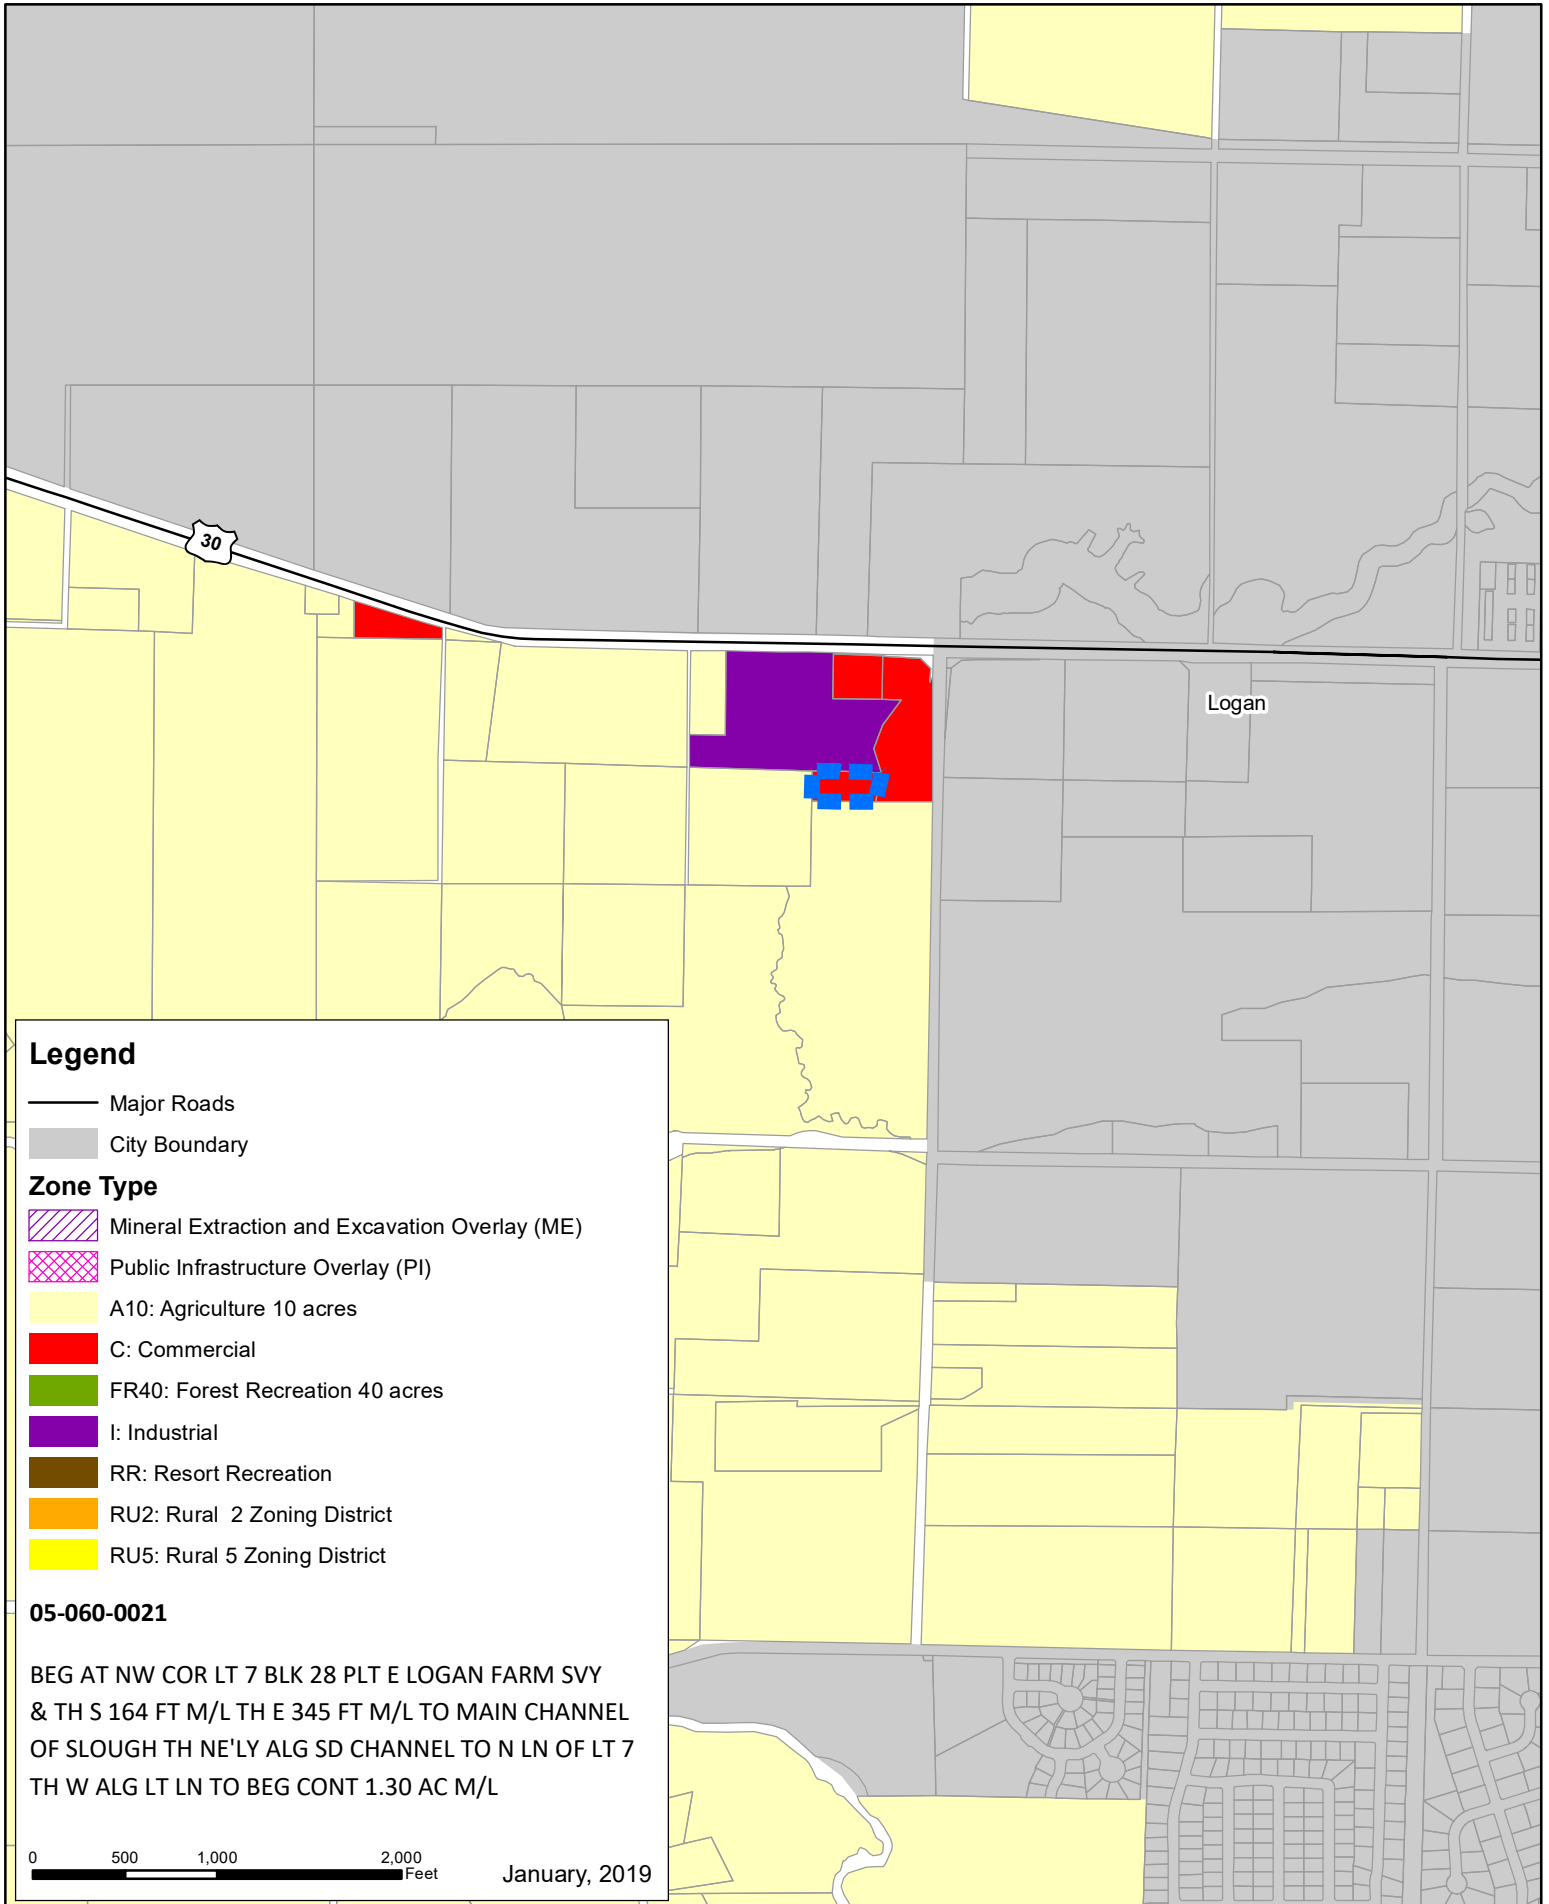 30
Logan
Legend
Major Roads
City Boundary
Zone Type
Mineral Extraction and Excavation Overlay (ME)
Public Infrastructure Overlay (PI)
A10: Agriculture 10 acres
C: Commercial
FR40: Forest Recreation 40 acres
I: Industrial
RR: Resort Recreation
RU2: Rural  2 Zoning District
RU5: Rural 5 Zoning District
05-060-0021
BEG AT NW COR LT 7 BLK 28 PLT E LOGAN FARM SVY
& TH S 164 FT M/L TH E 345 FT M/L TO MAIN CHANNEL
OF SLOUGH TH NE'LY ALG SD CHANNEL TO N LN OF LT 7
TH W ALG LT LN TO BEG CONT 1.30 AC M/L
0 500 1,000 2,000
Feet
January, 2019